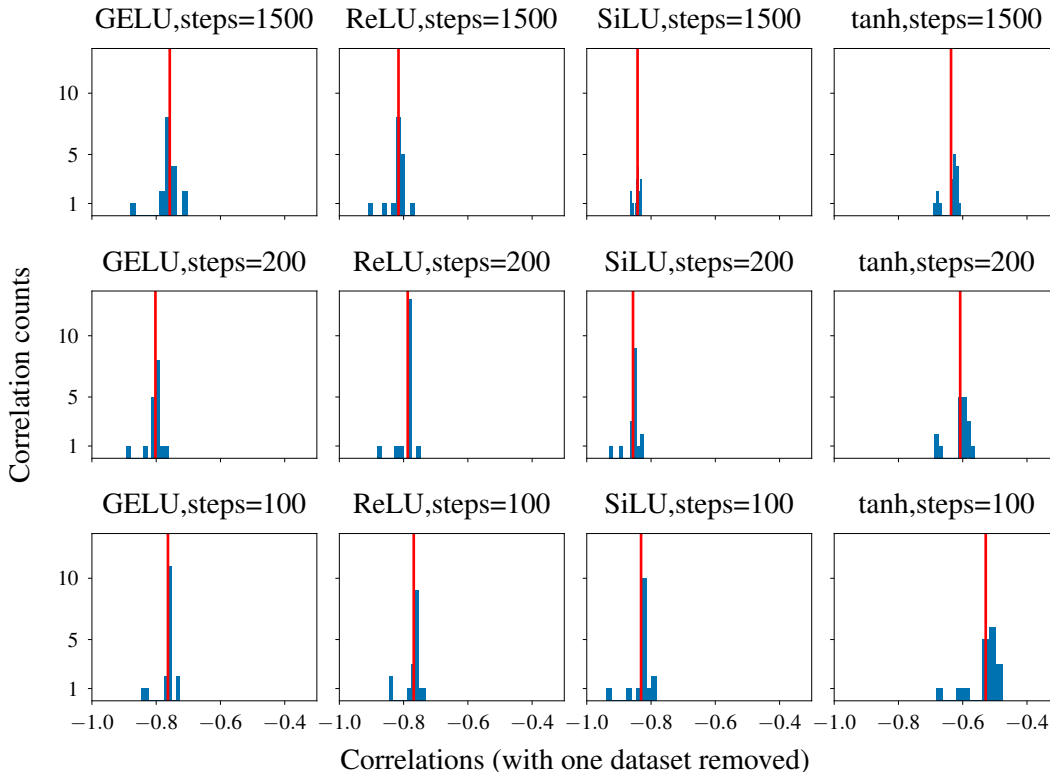 GELU,steps=1500 ReLU,steps=1500 SiLU,steps=1500 tanh,steps=1500
10
5
1
GELU,steps=200 ReLU,steps=200 SiLU,steps=200 tanh,steps=200
10
5
1
GELU,steps=100 ReLU,steps=100 SiLU,steps=100 tanh,steps=100
10
5
1
−1.0 −0.8 −0.6 −0.4 −1.0 −0.8 −0.6 −0.4 −1.0 −0.8 −0.6 −0.4 −1.0 −0.8 −0.6 −0.4
Correlation counts
Correlations (with one dataset removed)